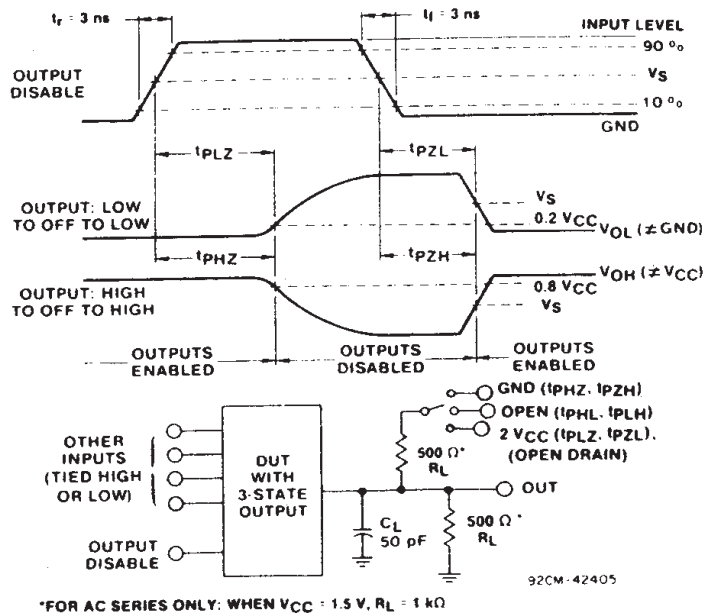 tr = 3 ns
tf = 3 ns
INPUT LEVEL
90 %
OUTPUT
DISABLE
VS
10 %
GND
tPLZ
tPZL
OUTPUT: LOW
TO OFF TO LOW
VS
0.2 VCC
VOL (≠ GND)
tPHZ
tPZH
OUTPUT: HIGH
TO OFF TO HIGH
VOH (≠ VCC)
0.8 VCC
VS
OUTPUTS
ENABLED
OUTPUTS
DISABLED
OUTPUTS
ENABLED
GND (tPHZ, tPZH)
OPEN (tPHL, tPLH)
2 VCC (tPLZ, tPZL),
(OPEN DRAIN)
OTHER
INPUTS
(TIED HIGH
OR LOW)
DUT
WITH
3-STATE
OUTPUT
500 Ω*
RL
OUT
CL
50 pF
500 Ω*
RL
OUTPUT
DISABLE
92CM-42405
*FOR AC SERIES ONLY: WHEN VCC = 1.5 V, RL = 1 kΩ